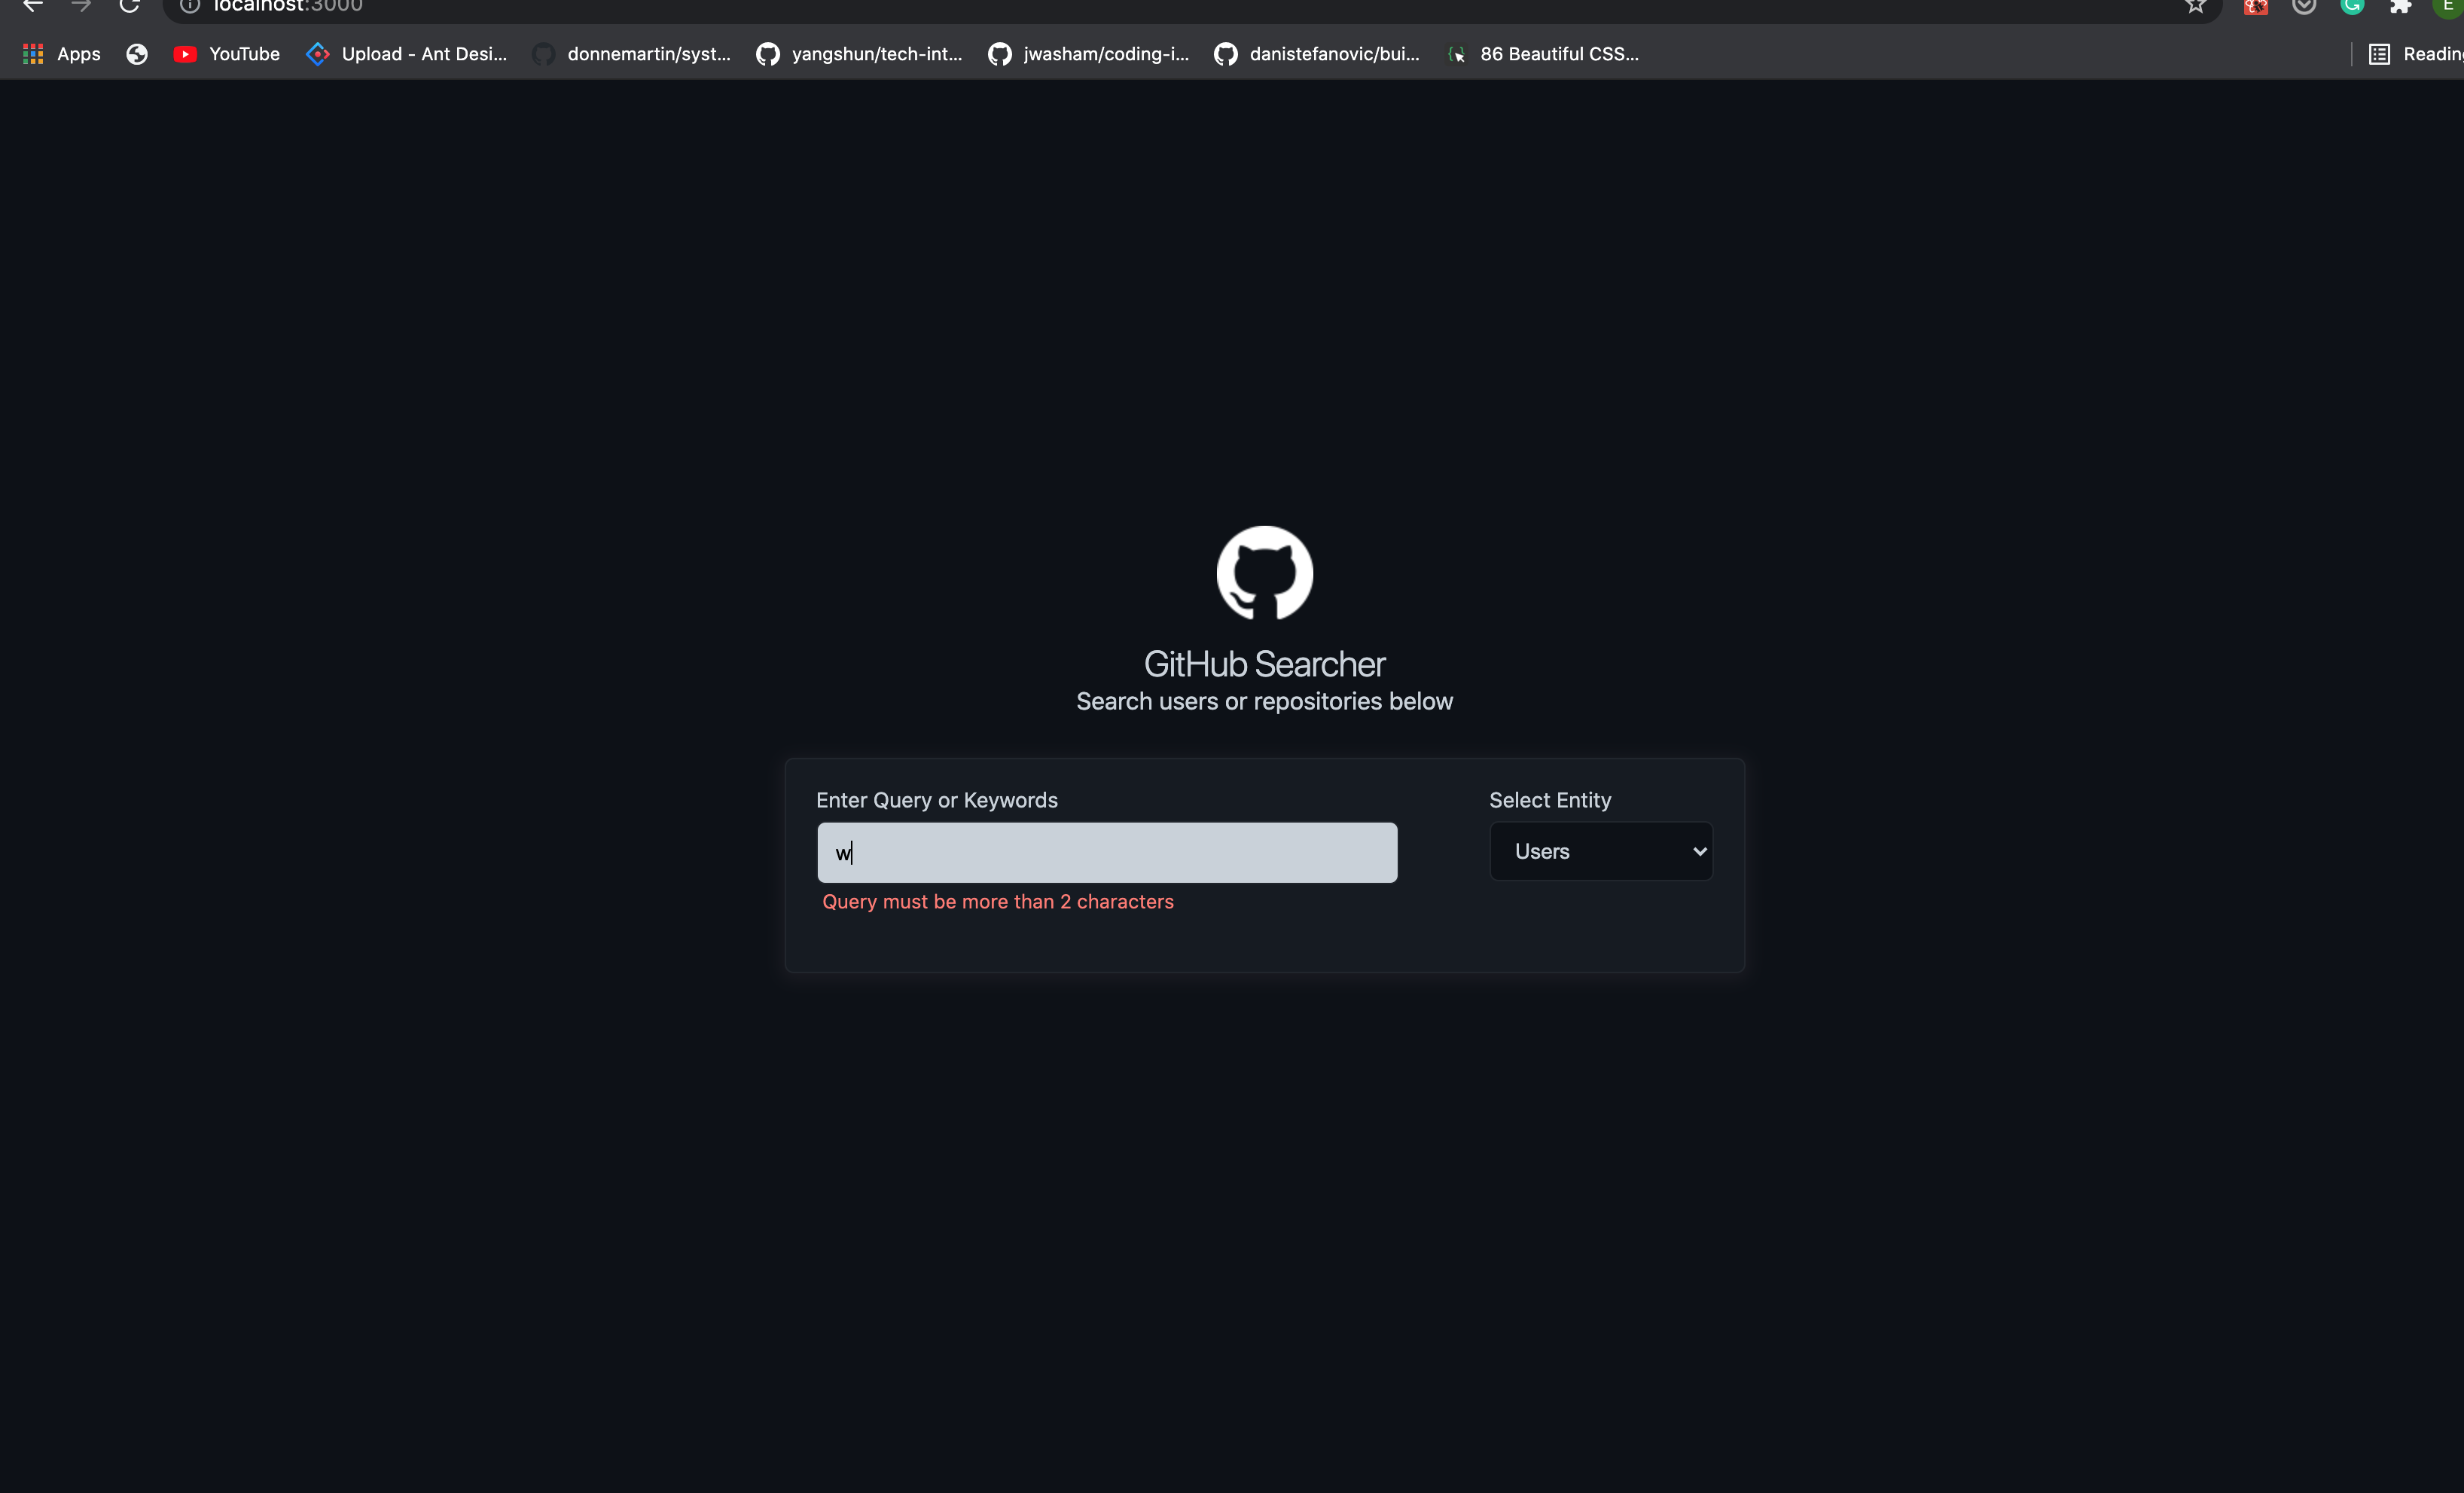 localhost:3000
E
Apps YouTube Upload - Ant Desi... donnemartin/syst... yangshun/tech-int... jwasham/coding-i... danistefanovic/bui... 86 Beautiful CSS... Reading
GitHub Searcher
Search users or repositories below
Enter Query or Keywords Select Entity
w Users
Query must be more than 2 characters